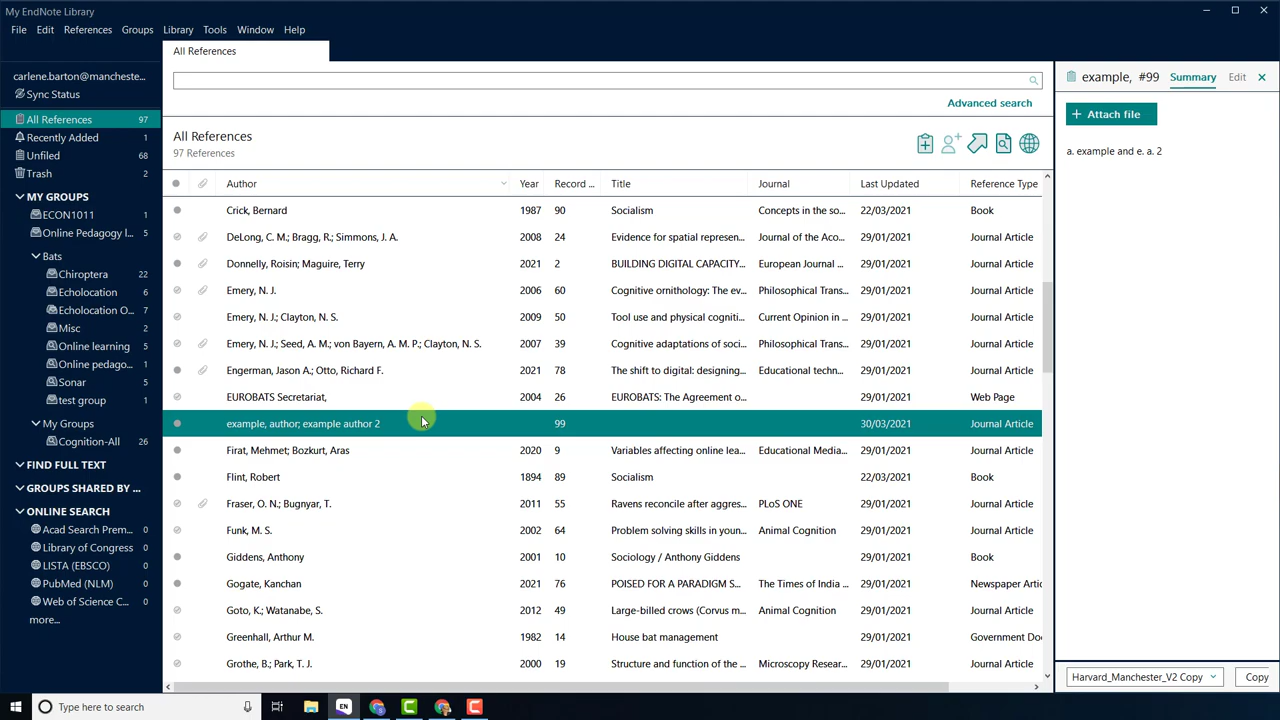 My EndNote Library
File Edit References Groups Library Tools Window Help
All References
carlene.barton@manchester...
Sync Status
All References 97
Recently Added 1
Unfiled 68
Trash 2
MY GROUPS
ECON1011 1
Online Pedagogy l... 5
Bats
Chiroptera 22
Echolocation 6
Echolocation O... 7
Misc 2
Online learning 5
Online pedago... 1
Sonar 5
test group 1
My Groups
Cognition-All 26
FIND FULL TEXT
GROUPS SHARED BY ...
ONLINE SEARCH
Acad Search Prem... 0
Library of Congress 0
LISTA (EBSCO) 0
PubMed (NLM) 0
Web of Science C... 0
more...
Advanced search
All References
97 References
Author Year Record ... Title Journal Last Updated Reference Type
Crick, Bernard 1987 90 Socialism Concepts in the so... 22/03/2021 Book
DeLong, C. M.; Bragg, R.; Simmons, J. A. 2008 24 Evidence for spatial represen... Journal of the Aco... 29/01/2021 Journal Article
Donnelly, Roisin; Maguire, Terry 2021 2 BUILDING DIGITAL CAPACITY... European Journal ... 29/01/2021 Journal Article
Emery, N. J. 2006 60 Cognitive ornithology: The ev... Philosophical Trans... 29/01/2021 Journal Article
Emery, N. J.; Clayton, N. S. 2009 50 Tool use and physical cogniti... Current Opinion in ... 29/01/2021 Journal Article
Emery, N. J.; Seed, A. M.; von Bayern, A. M. P.; Clayton, N. S. 2007 39 Cognitive adaptations of soci... Philosophical Trans... 29/01/2021 Journal Article
Engerman, Jason A.; Otto, Richard F. 2021 78 The shift to digital: designing... Educational techn... 29/01/2021 Journal Article
EUROBATS Secretariat, 2004 26 EUROBATS: The Agreement o... 29/01/2021 Web Page
example, author; example author 2 99 30/03/2021 Journal Article
Firat, Mehmet; Bozkurt, Aras 2020 9 Variables affecting online lea... Educational Media... 29/01/2021 Journal Article
Flint, Robert 1894 89 Socialism 22/03/2021 Book
Fraser, O. N.; Bugnyar, T. 2011 55 Ravens reconcile after aggres... PLoS ONE 29/01/2021 Journal Article
Funk, M. S. 2002 64 Problem solving skills in youn... Animal Cognition 29/01/2021 Journal Article
Giddens, Anthony 2001 10 Sociology / Anthony Giddens 29/01/2021 Book
Gogate, Kanchan 2021 76 POISED FOR A PARADIGM S... The Times of India ... 29/01/2021 Newspaper Artic
Goto, K.; Watanabe, S. 2012 49 Large-billed crows (Corvus m... Animal Cognition 29/01/2021 Journal Article
Greenhall, Arthur M. 1982 14 House bat management 29/01/2021 Government Do
Grothe, B.; Park, T. J. 2000 19 Structure and function of the ... Microscopy Resear... 29/01/2021 Journal Article
example, #99 Summary Edit
Attach file
a. example and e. a. 2
Harvard_Manchester_V2 Copy Copy
Type here to search
EN